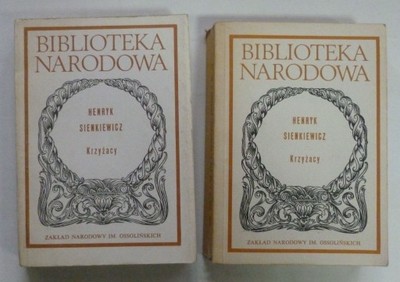 BIBLIOTEKA
NARODOWA
HENRYK
SIENKIEWICZ
Krzyżacy
ZAKŁAD NARODOWY IM. OSSOLIŃSKICH
BIBLIOTEKA
NARODOWA
HENRYK
SIENKIEWICZ
Krzyżacy
ZAKŁAD NARODOWY IM. OSSOLIŃSKICH